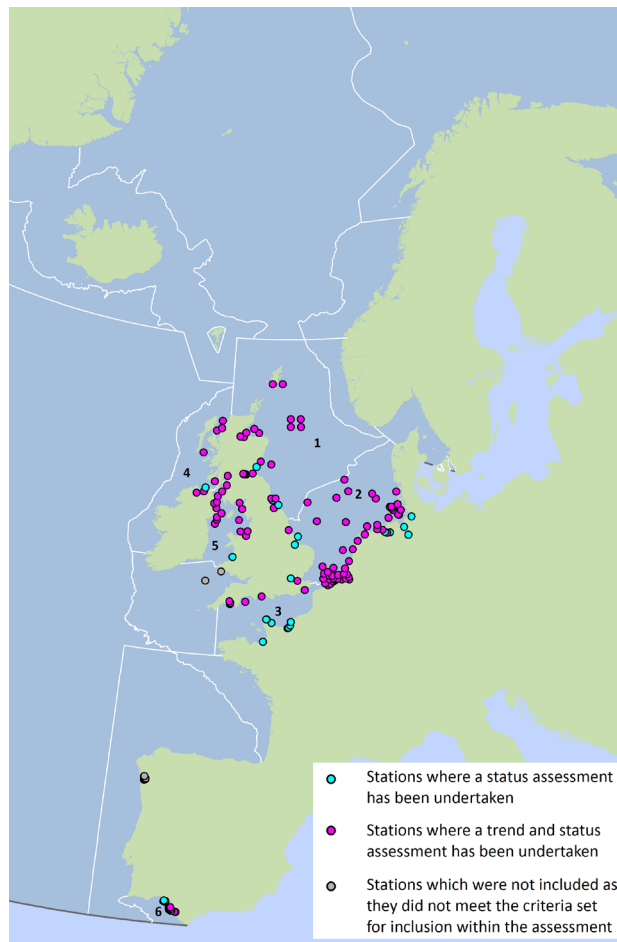 1
4
2
5
3
6
Stations where a status assessment
has been undertaken
Stations where a trend and status
assessment has been undertaken
Stations which were not included as
they did not meet the criteria set
for inclusion within the assessment